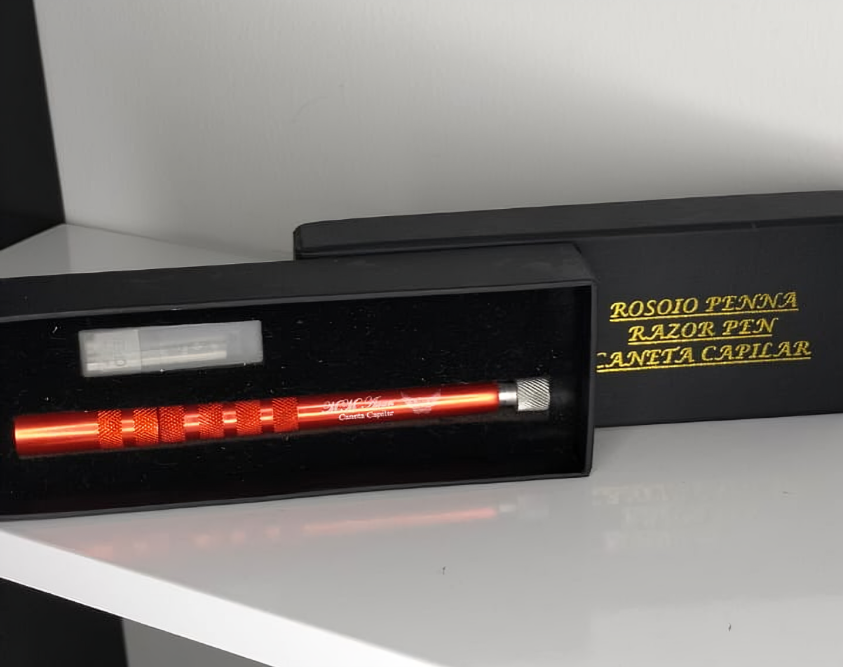 ROSOIO PENNA
RAZOR PEN
CANETA CAPILAR
Caneta Capilar